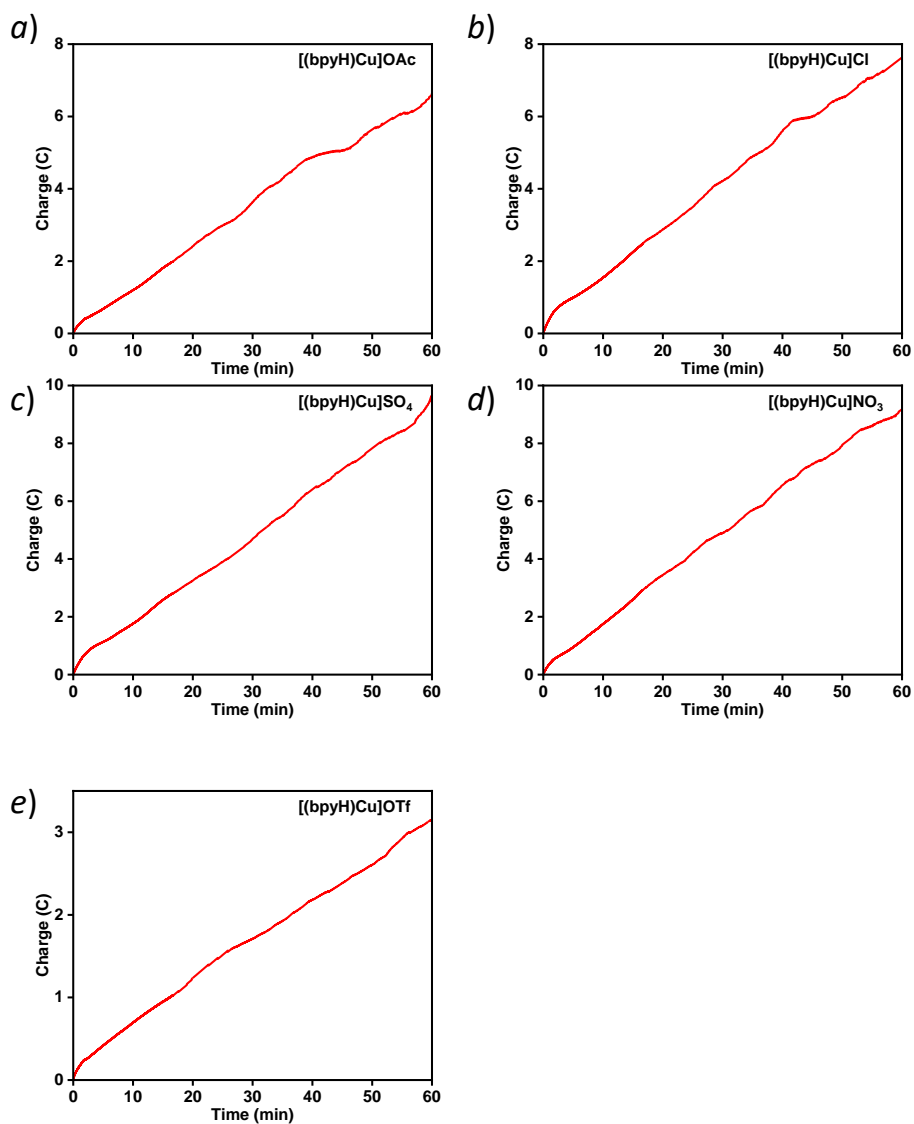 a)
[(bpyH)Cu]OAc
Charge (C)
8
6
4
2
0
0 10 20 30 40 50 60
Time (min)
b)
[(bpyH)Cu]Cl
Charge (C)
8
6
4
2
0
0 10 20 30 40 50 60
Time (min)
c)
[(bpyH)Cu]SO₄
Charge (C)
10
8
6
4
2
0
0 10 20 30 40 50 60
Time (min)
d)
[(bpyH)Cu]NO₃
Charge (C)
10
8
6
4
2
0
0 10 20 30 40 50 60
Time (min)
e)
[(bpyH)Cu]OTf
Charge (C)
3
2
1
0
0 10 20 30 40 50 60
Time (min)